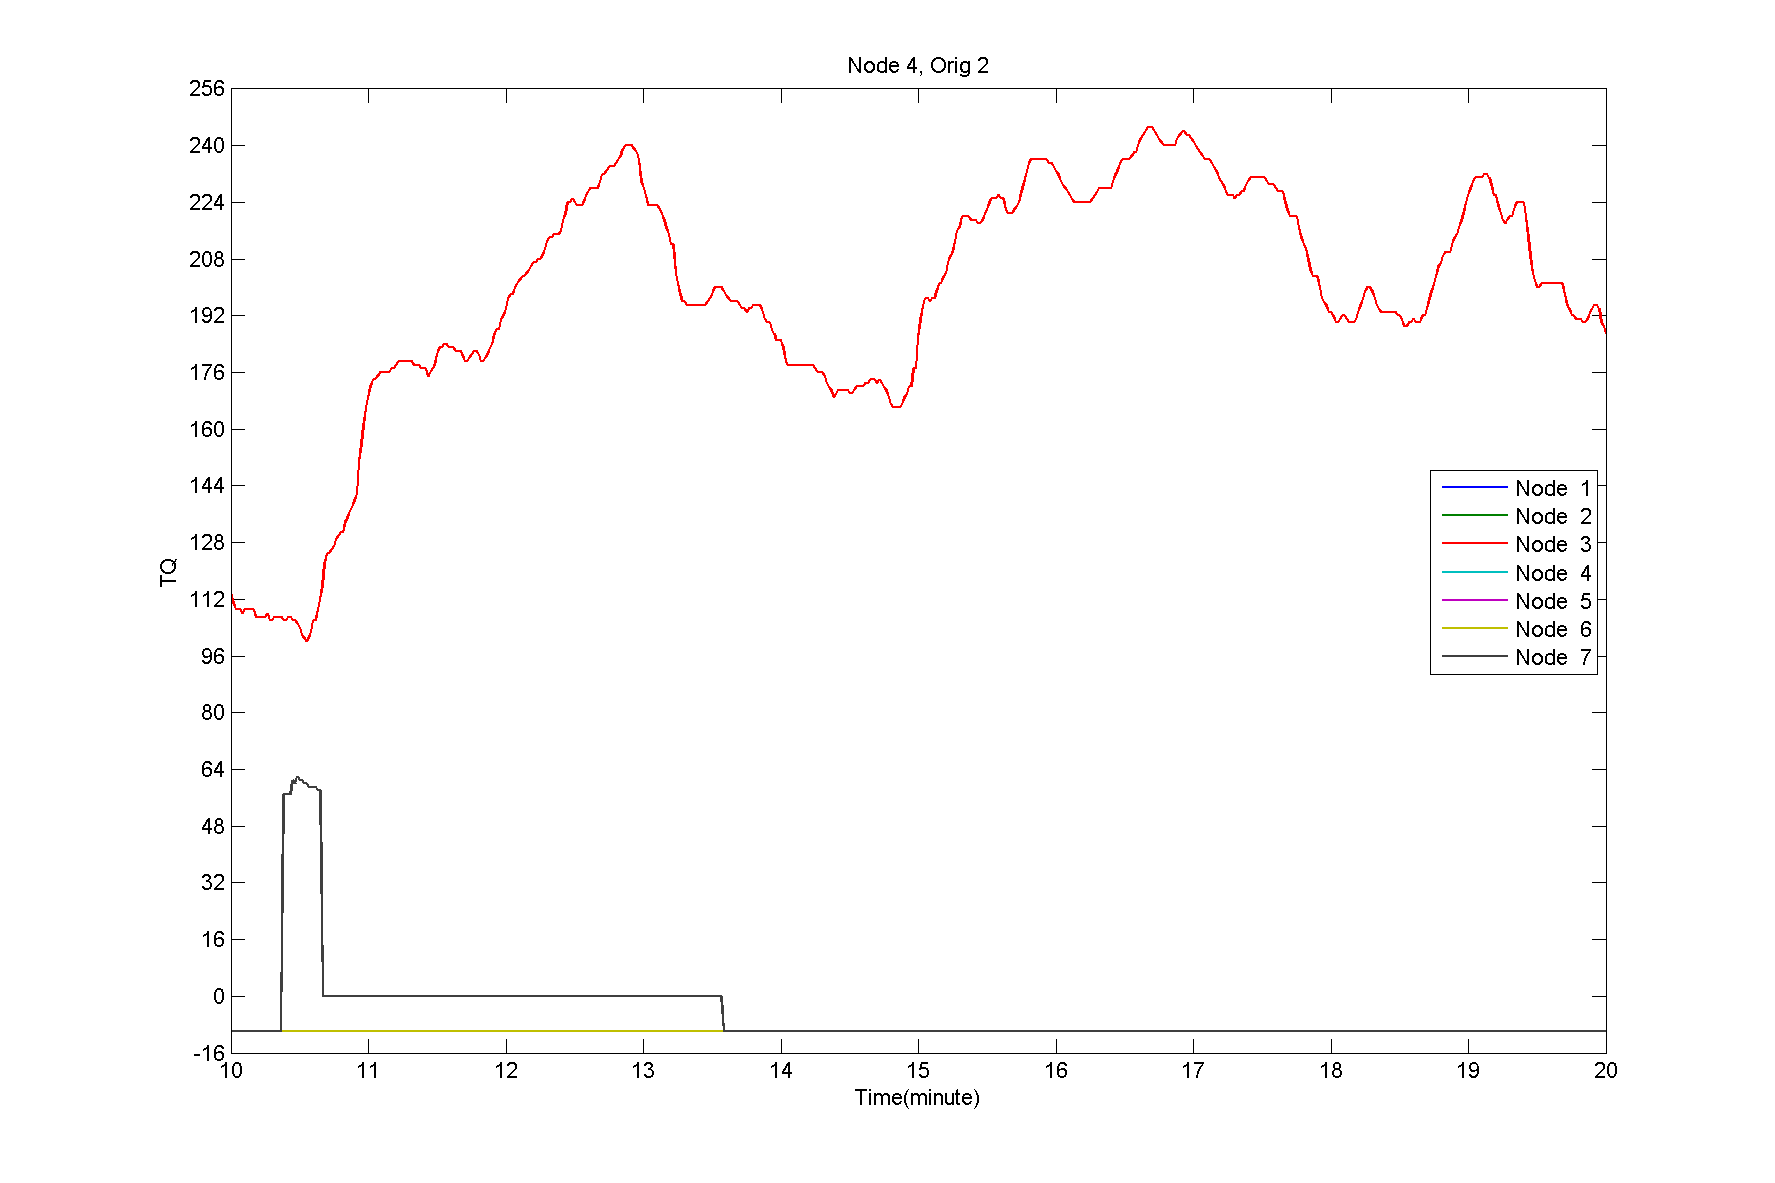 Node 4, Orig 2
256
240
224
208
192
176
160
144
128
112
96
80
64
48
32
16
0
-16
TQ
Node 1
Node 2
Node 3
Node 4
Node 5
Node 6
Node 7
10 11 12 13 14 15 16 17 18 19 20
Time(minute)